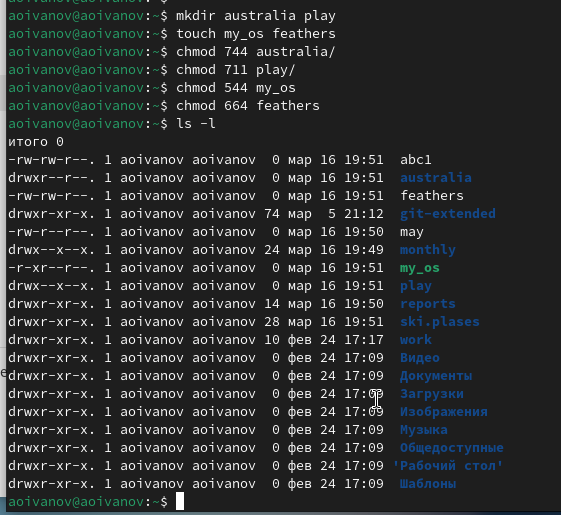 aoivanov@aoivanov:~$ mkdir australia play
aoivanov@aoivanov:~$ touch my_os feathers
aoivanov@aoivanov:~$ chmod 744 australia/
aoivanov@aoivanov:~$ chmod 711 play/
aoivanov@aoivanov:~$ chmod 544 my_os
aoivanov@aoivanov:~$ chmod 664 feathers
aoivanov@aoivanov:~$ ls -l
итого 0
-rw-rw-r--. 1 aoivanov aoivanov  0 мар 16 19:51  abc1
drwxr--r--. 1 aoivanov aoivanov  0 мар 16 19:51  australia
-rw-rw-r--. 1 aoivanov aoivanov  0 мар 16 19:51  feathers
drwxr-xr-x. 1 aoivanov aoivanov 74 мар  5 21:12  git-extended
-rw-r--r--. 1 aoivanov aoivanov  0 мар 16 19:50  may
drwx--x--x. 1 aoivanov aoivanov 24 мар 16 19:49  monthly
-r-xr--r--. 1 aoivanov aoivanov  0 мар 16 19:51  my_os
drwx--x--x. 1 aoivanov aoivanov  0 мар 16 19:51  play
drwxr-xr-x. 1 aoivanov aoivanov 14 мар 16 19:50  reports
drwxr-xr-x. 1 aoivanov aoivanov 28 мар 16 19:51  ski.plases
drwxr-xr-x. 1 aoivanov aoivanov 10 фев 24 17:17  work
drwxr-xr-x. 1 aoivanov aoivanov  0 фев 24 17:09  Видео
drwxr-xr-x. 1 aoivanov aoivanov  0 фев 24 17:09  Документы
drwxr-xr-x. 1 aoivanov aoivanov  0 фев 24 17:09  Загрузки
drwxr-xr-x. 1 aoivanov aoivanov  0 фев 24 17:09  Изображения
drwxr-xr-x. 1 aoivanov aoivanov  0 фев 24 17:09  Музыка
drwxr-xr-x. 1 aoivanov aoivanov  0 фев 24 17:09  Общедоступные
drwxr-xr-x. 1 aoivanov aoivanov  0 фев 24 17:09 'Рабочий стол'
drwxr-xr-x. 1 aoivanov aoivanov  0 фев 24 17:09  Шаблоны
aoivanov@aoivanov:~$